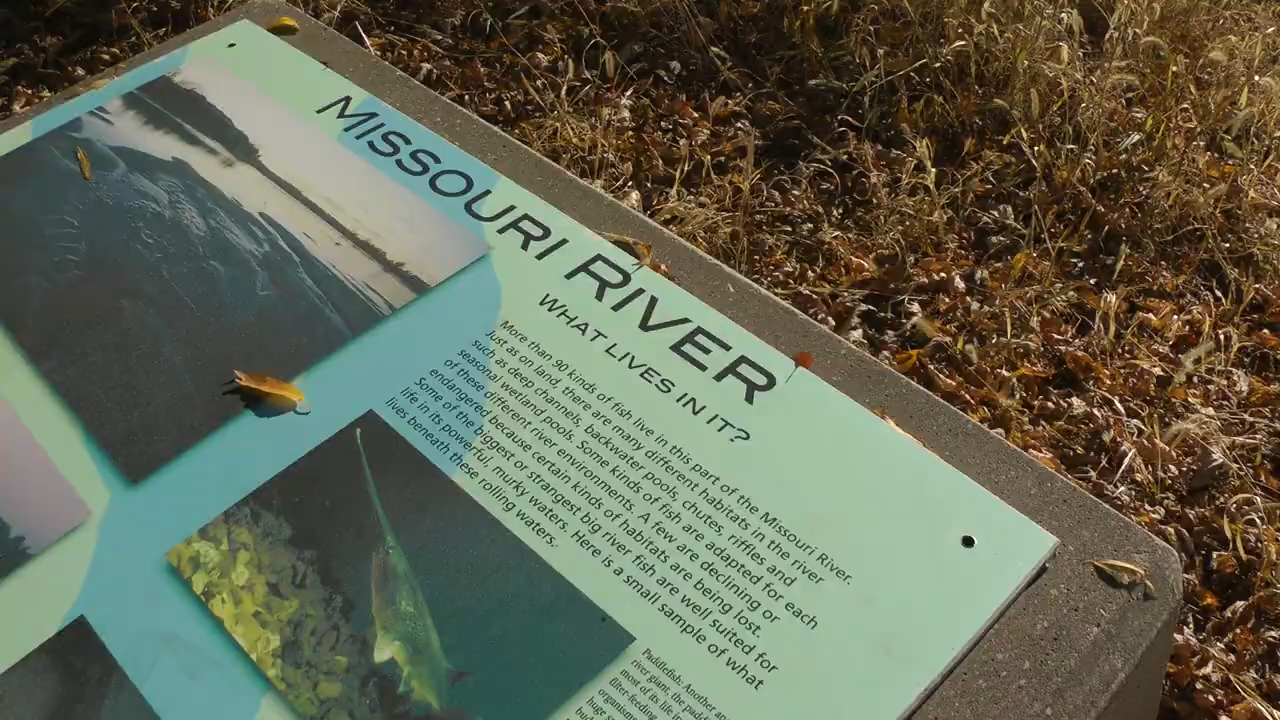 MISSOURI RIVER
WHAT LIVES IN IT?
More than 90 kinds of fish live in this part of the Missouri River.
Just as on land, there are many different habitats in the river
such as deep channels, backwater pools, chutes, riffles and
seasonal wetland pools. Some kinds of fish are adapted for each
of these different river environments. A few are declining or
endangered because certain kinds of habitats are being lost.
Some of the biggest or strangest big river fish are well suited for
life in its powerful, murky waters. Here is a small sample of what
lives beneath these rolling waters.
Paddlefish: Another
river giant, the
most of its life
filter-feeding